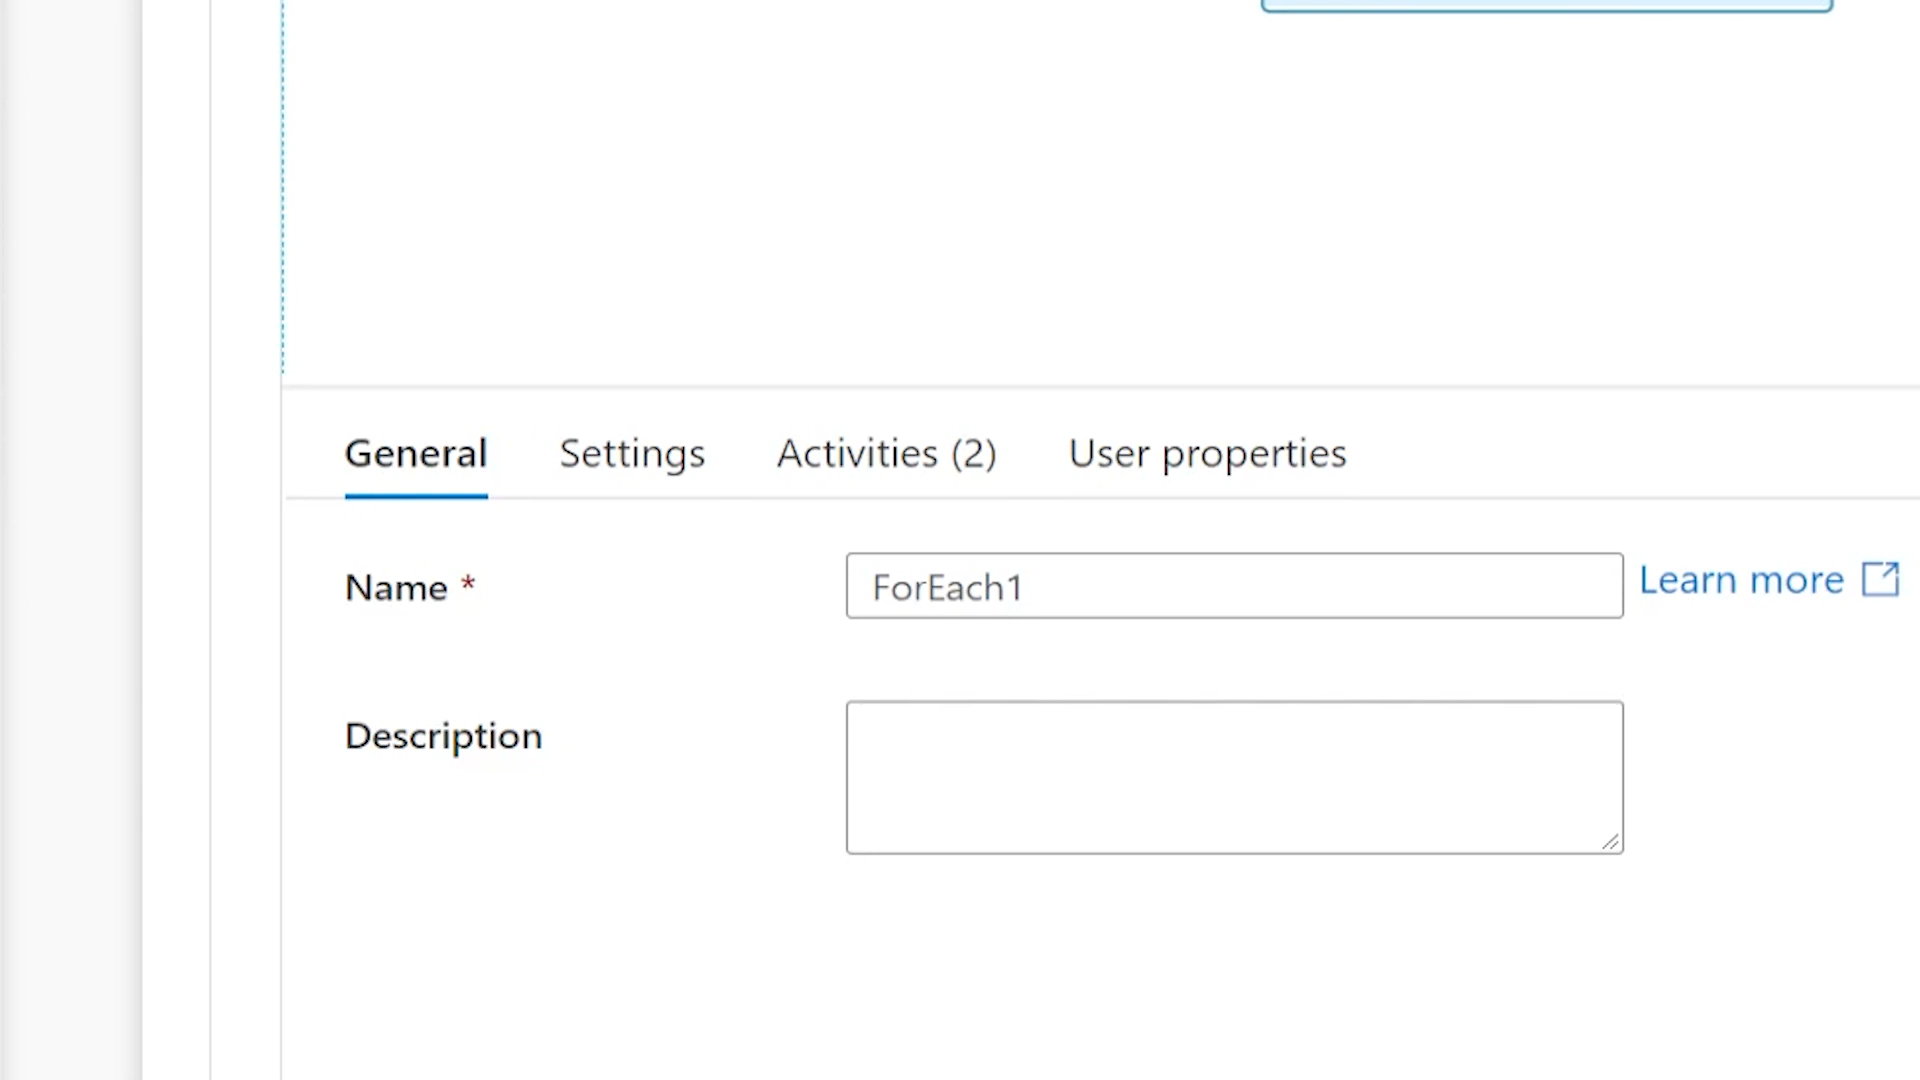 General Settings Activities (2) User properties
Name * ForEach1 Learn more
Description